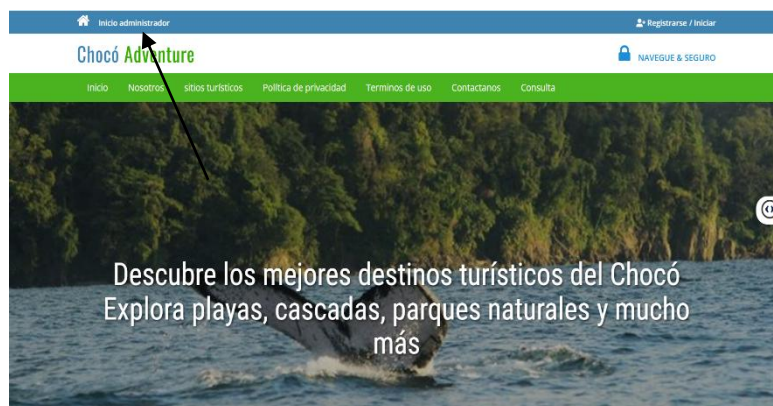 Inicio administrador
Registrarse / Iniciar
Chocó Adventure
NAVEGUE & SEGURO
Inicio Nosotros sitios turísticos Política de privacidad Terminos de uso Contactanos Consulta
Descubre los mejores destinos turísticos del Chocó
Explora playas, cascadas, parques naturales y mucho
más